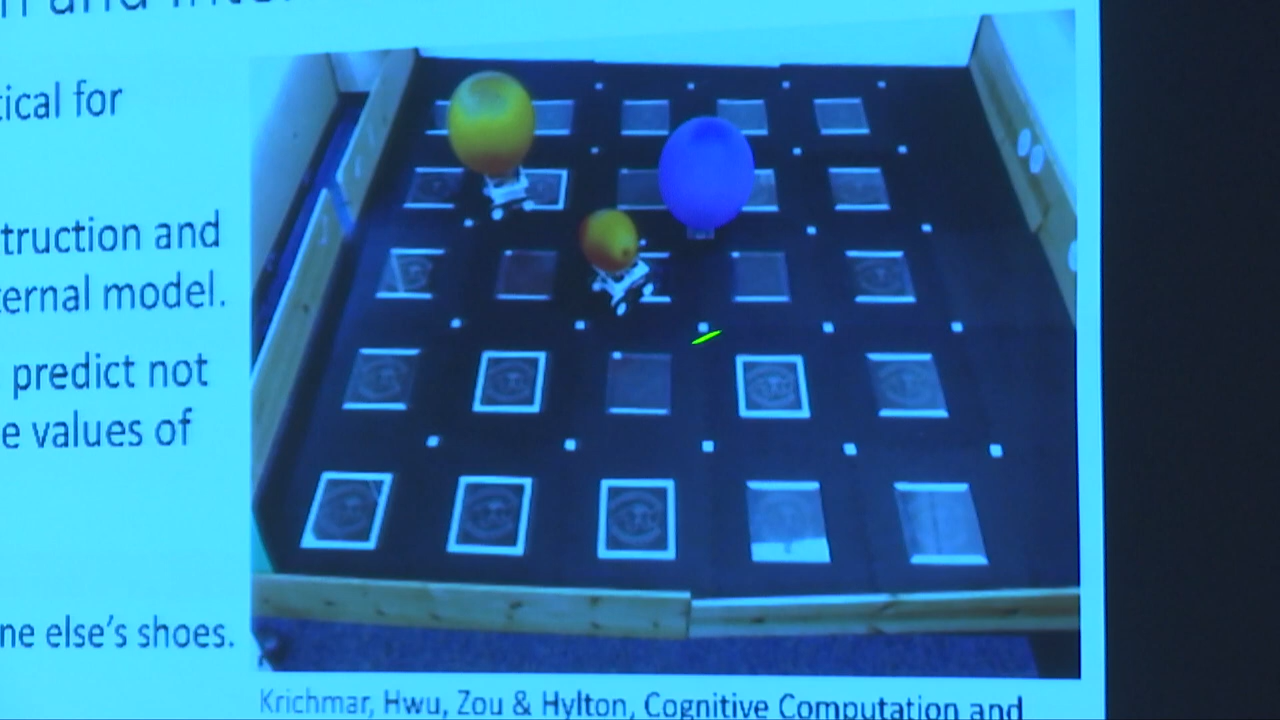 tical for
truction and
ternal model.
predict not
e values of
ne else's shoes.
Krichmar, Hwu, Zou & Hylton, Cognitive Computation and